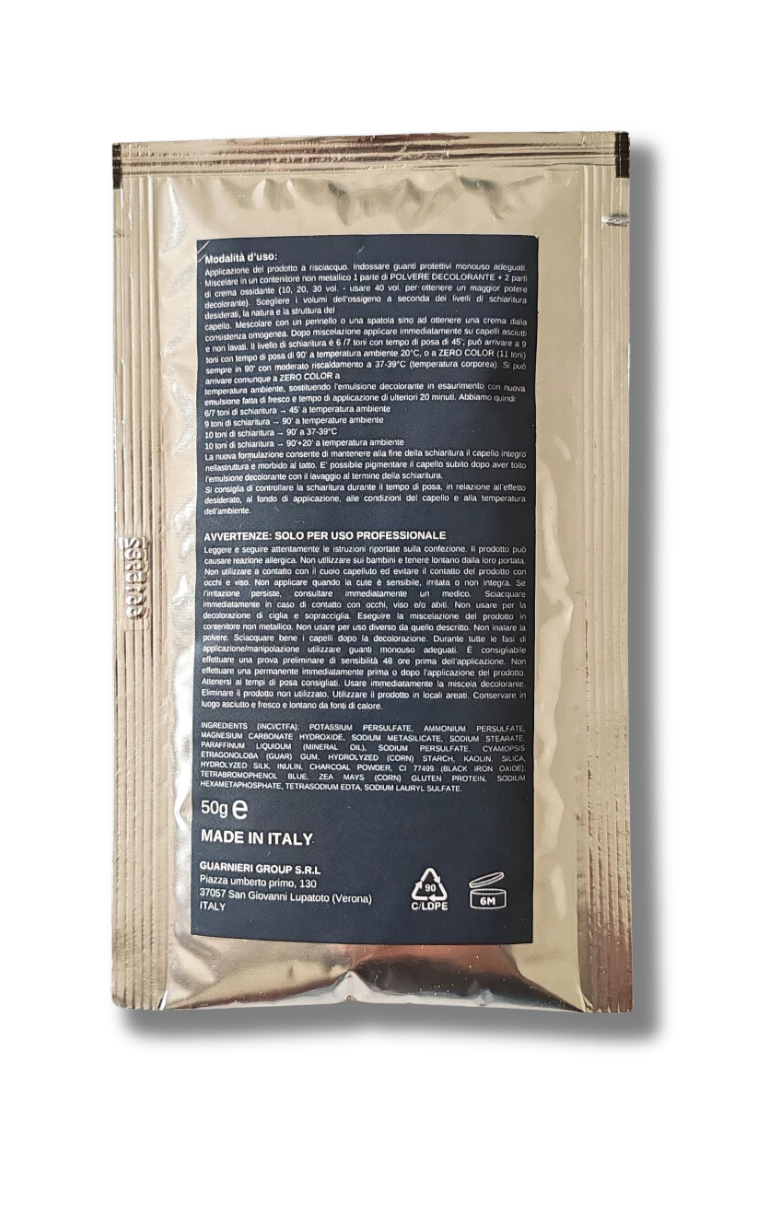 Modalità d'uso:
Applicazione del prodotto a risciacquo. Indossare guanti protettivi monouso adeguati.
Miscelare in un contenitore non metallico 1 parte di POLVERE DECOLORANTE + 2 parti
di crema ossidante (10, 20, 30 vol. - usare 40 vol. per ottenere un maggior potere
decolorante). Scegliere i volumi dell'ossigeno a seconda dei livelli di schiaritura
desiderati, la natura e la struttura del
capello. Mescolare con un pennello o una spatola sino ad ottenere una crema dalla
consistenza omogenea. Dopo miscelazione applicare immediatamente su capelli asciutti
e non lavati. Il livello di schiaritura è 6 /7 toni con tempo di posa di 45'; può arrivare a 9
toni con tempo di posa di 90' a temperatura ambiente 20°C, o a ZERO COLOR (11 toni)
sempre in 90' con moderato riscaldamento a 37-39°C (temperatura corporea). Si può
arrivare comunque a ZERO COLOR a
temperatura ambiente, sostituendo l'emulsione decolorante in esaurimento con nuova
emulsione fatta di fresco e tempo di applicazione di ulteriori 20 minuti. Abbiamo quindi:
6/7 toni di schiaritura → 45' a temperatura ambiente
9 toni di schiaritura → 90' a temperature ambiente
10 toni di schiaritura → 90' a 37-39°C
10 toni di schiaritura → 90'+20' a temperatura ambiente
La nuova formulazione consente di mantenere alla fine della schiaritura il capello integro
nellastruttura e morbido al tatto. E' possibile pigmentare il capello subito dopo aver tolto
l'emulsione decolorante con il lavaggio al termine della schiaritura.
Si consiglia di controllare la schiaritura durante il tempo di posa, in relazione all'effetto
desiderato, al fondo di applicazione, alle condizioni del capello e alla temperatura
dell'ambiente.
AVVERTENZE: SOLO PER USO PROFESSIONALE
Leggere e seguire attentamente le istruzioni riportate sulla confezione. Il prodotto può
causare reazione allergica. Non utilizzare sui bambini e tenere lontano dalla loro portata.
Non utilizzare a contatto con il cuoio capelluto ed evitare il contatto del prodotto con
occhi e viso. Non applicare quando la cute è sensibile, irritata o non integra. Se
l'irritazione persiste, consultare immediatamente un medico. Sciacquare
immediatamente in caso di contatto con occhi, viso e/o abiti. Non usare per la
decolorazione di ciglia e sopracciglia. Eseguire la miscelazione del prodotto in
contenitore non metallico. Non usare per uso diverso da quello descritto. Non inalare la
polvere. Sciacquare bene i capelli dopo la decolorazione. Durante tutte le fasi di
applicazione/manipolazione utilizzare guanti monouso adeguati. È consigliabile
effettuare una prova preliminare di sensibilità 48 ore prima dell'applicazione. Non
effettuare una permanente immediatamente prima o dopo l'applicazione del prodotto.
Attenersi ai tempi di posa consigliati. Usare immediatamente la miscela decolorante.
Eliminare il prodotto non utilizzato. Utilizzare il prodotto in locali areati. Conservare in
luogo asciutto e fresco e lontano da fonti di calore.
INGREDIENTS (INCI/CTFA): POTASSIUM PERSULFATE, AMMONIUM PERSULFATE,
MAGNESIUM CARBONATE HYDROXIDE, SODIUM METASILICATE, SODIUM STEARATE,
PARAFFINUM LIQUIDUM (MINERAL OIL), SODIUM PERSULFATE, CYAMOPSIS
ETRAGONOLOBA (GUAR) GUM, HYDROLYZED (CORN) STARCH, KAOLIN, SILICA,
HYDROLYZED SILK, INULIN, CHARCOAL POWDER, CI 77499 (BLACK IRON OXIDE),
TETRABROMOPHENOL BLUE, ZEA MAYS (CORN) GLUTEN PROTEIN, SODIUM
HEXAMETAPHOSPHATE, TETRASODIUM EDTA, SODIUM LAURYL SULFATE.
50g e
MADE IN ITALY
GUARNIERI GROUP S.R.L
Piazza umberto primo, 130
37057 San Giovanni Lupatoto (Verona)
ITALY
90
C/LDPE
6M